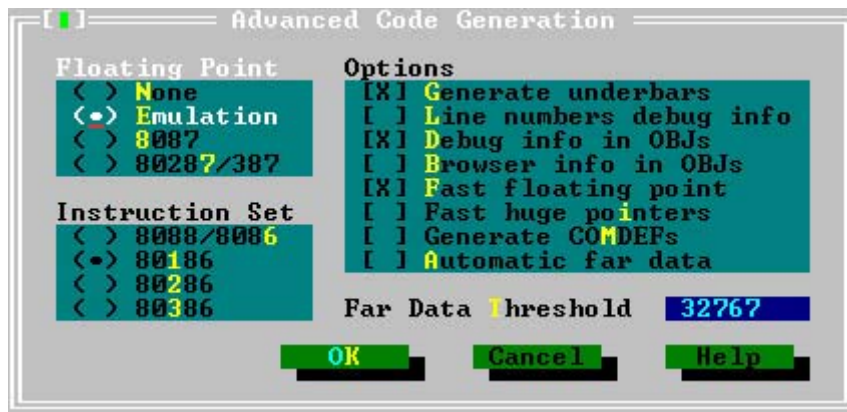 [ ] Advanced Code Generation
Floating Point
( ) None
(•) Emulation
( ) 8087
( ) 80287/387
Instruction Set
( ) 8088/8086
(•) 80186
( ) 80286
( ) 80386
Options
[X] Generate underbars
[ ] Line numbers debug info
[X] Debug info in OBJs
[ ] Browser info in OBJs
[X] Fast floating point
[ ] Fast huge pointers
[ ] Generate COMDEFs
[ ] Automatic far data
Far Data Threshold 32767
OK Cancel Help